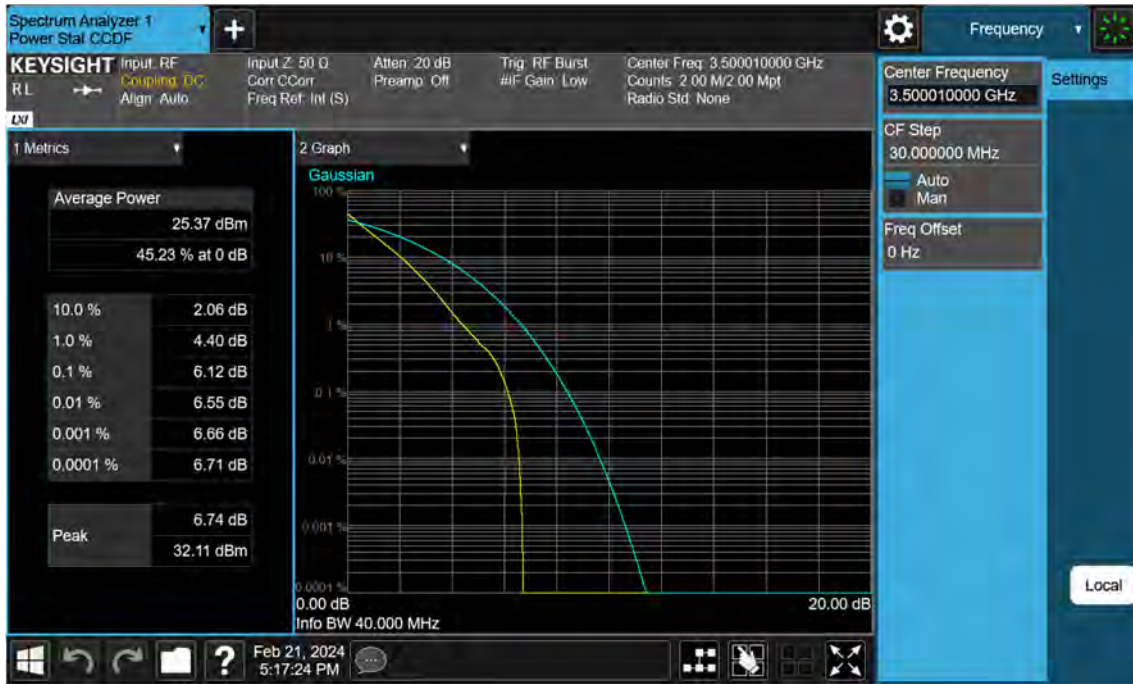 Spectrum Analyzer 1
Power Stat CCDF
Frequency
KEYSIGHT
RL
LXI
Input: RF
Coupling: DC
Align: Auto
Input Z: 50 Ω
Corr CCorr
Freq Ref: Int (S)
Atten: 20 dB
Preamp: Off
Trig: RF Burst
#IF Gain: Low
Center Freq: 3.500010000 GHz
Counts: 2.00 M/2.00 Mpt
Radio Std: None
Center Frequency
3.500010000 GHz
Settings
CF Step
30.000000 MHz
Auto
Man
Freq Offset
0 Hz
Local
1 Metrics
Average Power
25.37 dBm
45.23 % at 0 dB
10.0 % 2.06 dB
1.0 % 4.40 dB
0.1 % 6.12 dB
0.01 % 6.55 dB
0.001 % 6.66 dB
0.0001 % 6.71 dB
Peak
6.74 dB
32.11 dBm
2 Graph
Gaussian
100 %
10 %
1 %
0.1 %
0.01 %
0.001 %
0.0001 %
0.00 dB 20.00 dB
Info BW 40.000 MHz
?
Feb 21, 2024
5:17:24 PM